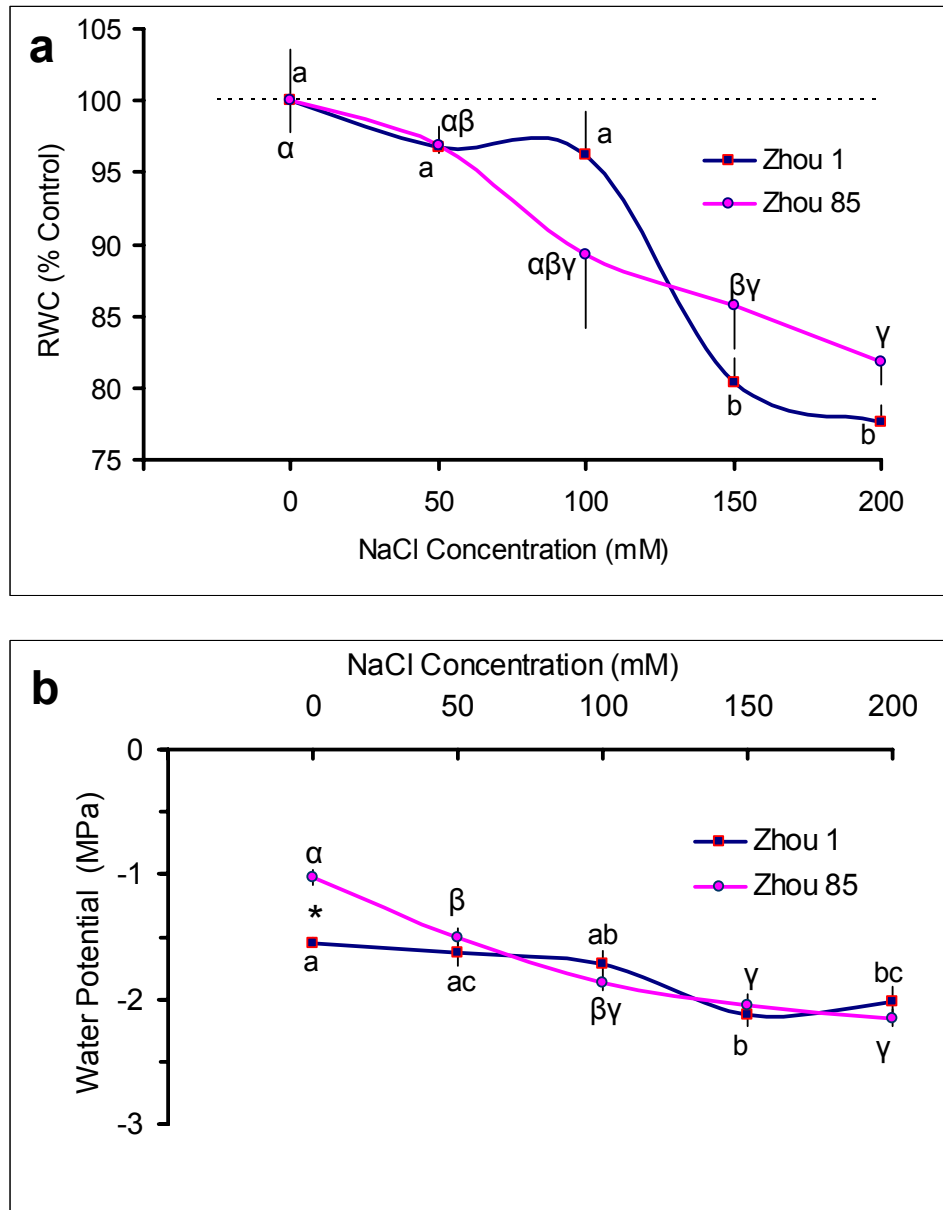 a
105
100
95
90
85
80
75
RWC (% Control)
a
α
αβ
a
a
αβγ
βγ
b
γ
b
Zhou 1
Zhou 85
0 50 100 150 200
NaCl Concentration (mM)
b
NaCl Concentration (mM)
0 50 100 150 200
0
-1
-2
-3
Water Potential (MPa)
Zhou 1
Zhou 85
α
*
a
β
ac
ab
βγ
γ
b
bc
γ